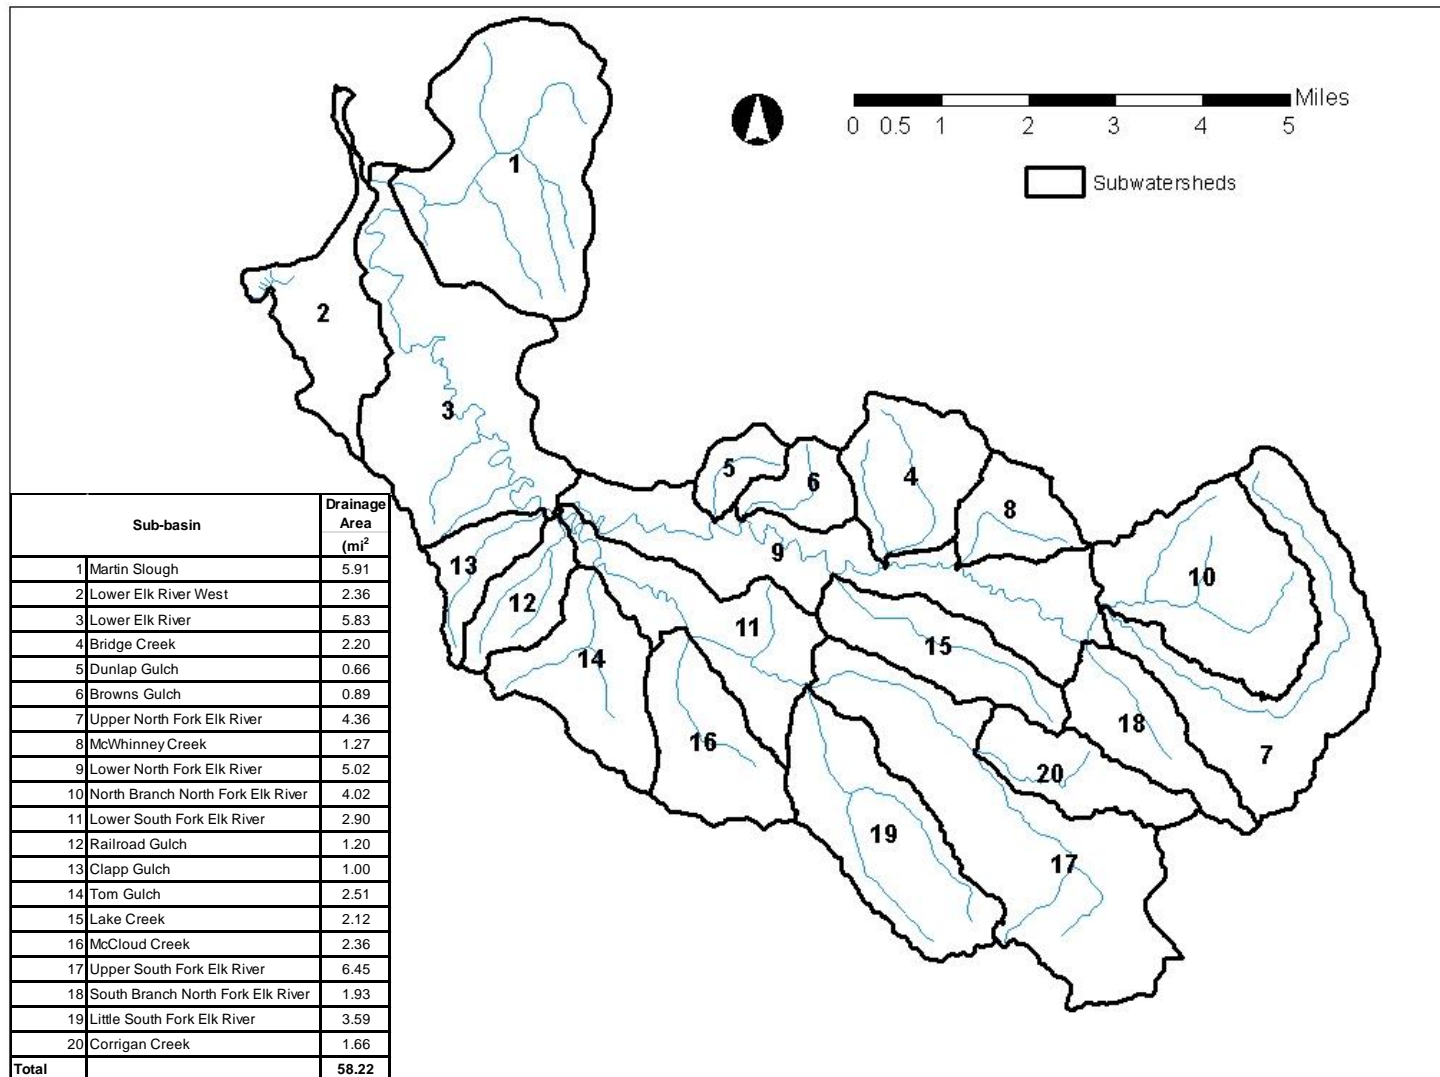 Miles
0 0.5 1 2 3 4 5
Subwatersheds
1
2
3
5
6
4
8
9
10
13
12
11
15
14
16
18
7
20
19
17
Sub-basin Drainage
Area
(mi²
1 Martin Slough 5.91
2 Lower Elk River West 2.36
3 Lower Elk River 5.83
4 Bridge Creek 2.20
5 Dunlap Gulch 0.66
6 Browns Gulch 0.89
7 Upper North Fork Elk River 4.36
8 McWhinney Creek 1.27
9 Lower North Fork Elk River 5.02
10 North Branch North Fork Elk River 4.02
11 Lower South Fork Elk River 2.90
12 Railroad Gulch 1.20
13 Clapp Gulch 1.00
14 Tom Gulch 2.51
15 Lake Creek 2.12
16 McCloud Creek 2.36
17 Upper South Fork Elk River 6.45
18 South Branch North Fork Elk River 1.93
19 Little South Fork Elk River 3.59
20 Corrigan Creek 1.66
Total 58.22